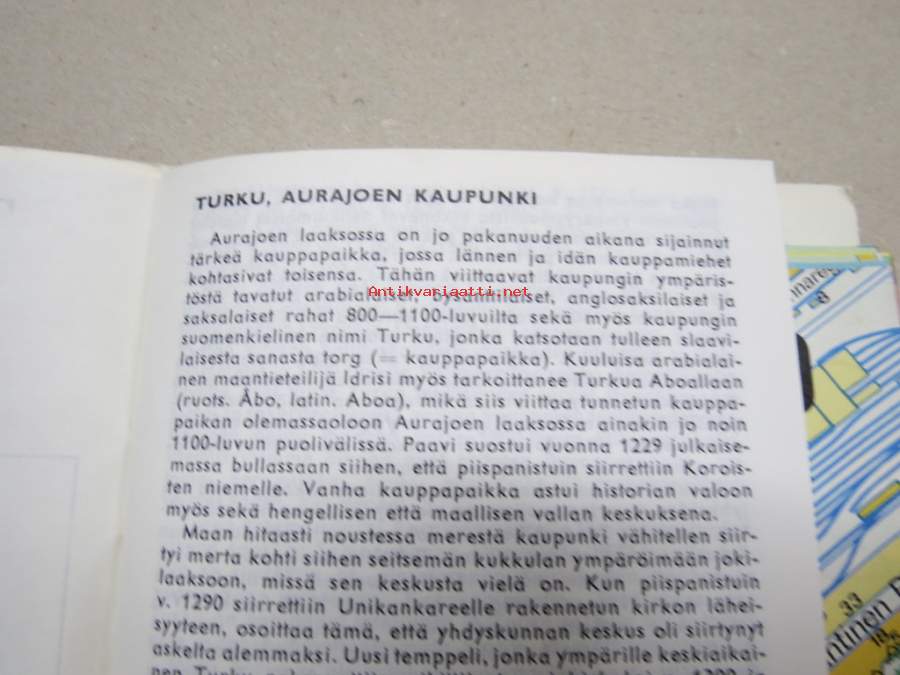 TURKU, AURAJOEN KAUPUNKI
Aurajoen laaksossa on jo pakanuuden aikana sijainnut
tärkeä kauppapaikka, jossa lännen ja idän kauppamiehet
kohtasivat toisensa. Tähän viittaavat kaupungin ympäris-
töstä tavatut arabialaiset, bysanttilaiset, anglosaksilaiset ja
saksalaiset rahat 800—1100-luvuilta sekä myös kaupungin
suomenkielinen nimi Turku, jonka katsotaan tulleen slaavi-
laisesta sanasta torg (= kauppapaikka). Kuuluisa arabialai-
nen maantieteilijä Idrisi myös tarkoittanee Turkua Aboallaan
(ruots. Åbo, latin. Aboa), mikä siis viittaa tunnetun kauppa-
paikan olemassaoloon Aurajoen laaksossa ainakin jo noin
1100-luvun puolivälissä. Paavi suostui vuonna 1229 julkaise-
massa bullassaan siihen, että piispanistuin siirrettiin Korois-
ten niemelle. Vanha kauppapaikka astui historian valoon
myös sekä hengellisen että maallisen vallan keskuksena.
Maan hitaasti noustessa merestä kaupunki vähitellen siir-
tyi merta kohti siihen seitsemän kukkulan ympäröimään joki-
laaksoon, missä sen keskusta vielä on. Kun piispanistuin
v. 1290 siirrettiin Unikankareelle rakennetun kirkon lähei-
syyteen, osoittaa tämä, että yhdyskunnan keskus oli siirtynyt
askelta alemmaksi. Uusi temppeli, jonka ympärille keskiaikai-
nen Turku
Antikvariaatti.net
8
33
18